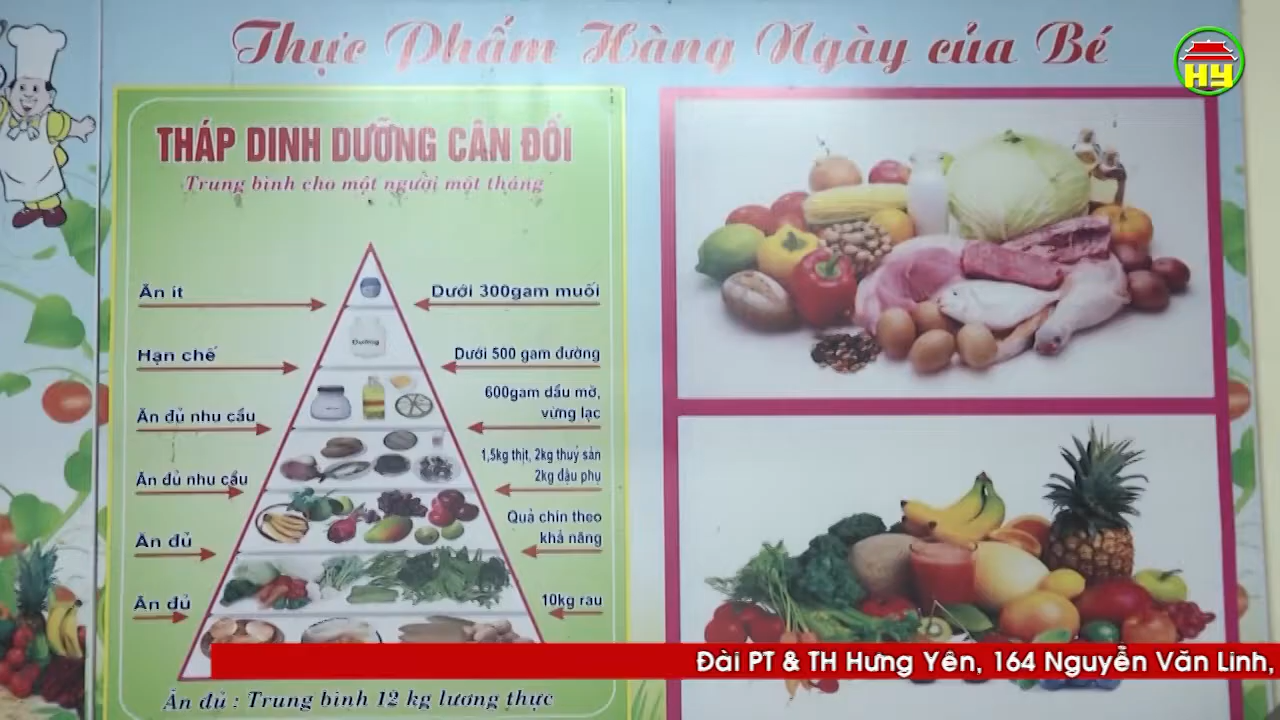 Thực Phẩm Hàng Ngày của Bé
HY
THÁP DINH DƯỠNG CÂN ĐỐI
Trung bình cho một người một tháng
Ăn ít
Dưới 300gam muối
Đường
Hạn chế
Dưới 500 gam đường
600gam dầu mỡ,
vừng lạc
Ăn đủ nhu cầu
1,5kg thịt, 2kg thuỷ sản
2kg đậu phụ
Ăn đủ nhu cầu
Quả chín theo
khả năng
Ăn đủ
Ăn đủ
10kg rau
Đài PT & TH Hưng Yên, 164 Nguyễn Văn Linh,
Ăn đủ : Trung bình 12 kg lương thực